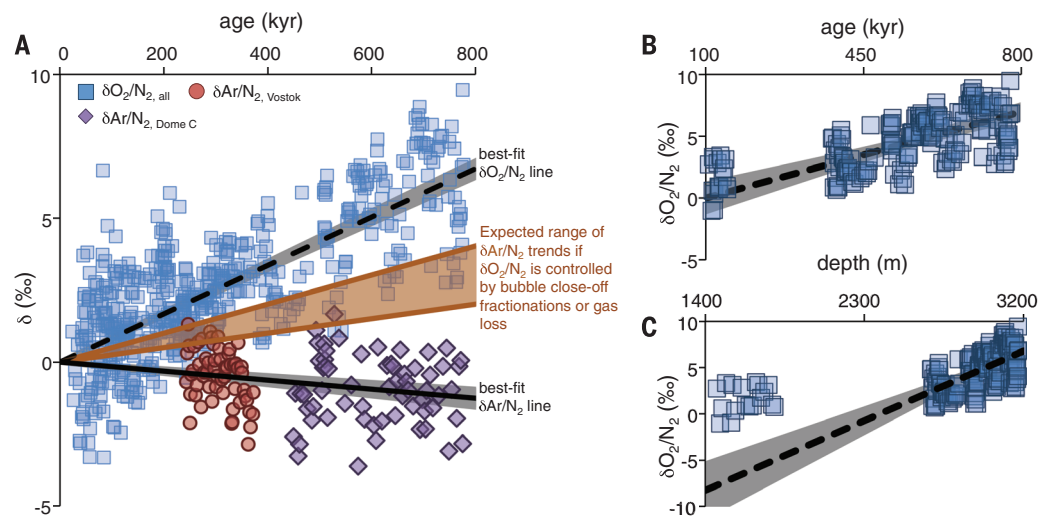 A
age (kyr)
0 200 400 600 800
10
5
0
-5
δ (‰)
δO2/N2, all
δAr/N2, Vostok
δAr/N2, Dome C
best-fit
δO2/N2 line
Expected range of
δAr/N2 trends if
δO2/N2 is controlled
by bubble close-off
fractionations or gas
loss
best-fit
δAr/N2 line
B
age (kyr)
100 450 800
10
5
0
-5
δO2/N2 (‰)
C
depth (m)
1400 2300 3200
10
5
0
-5
-10
δO2/N2 (‰)